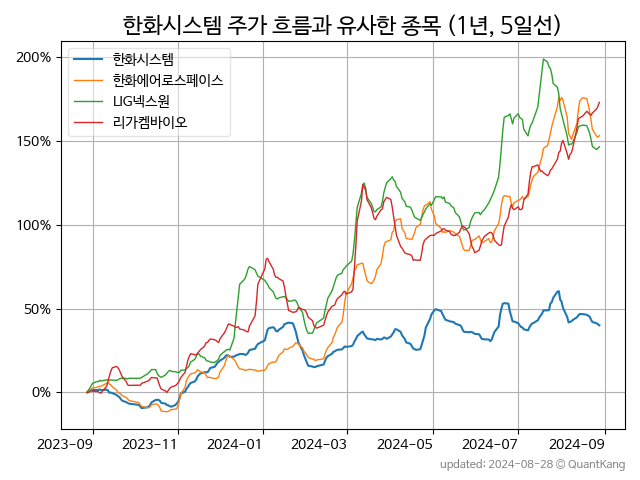 한화시스템 주가 흐름과 유사한 종목 (1년, 5일선)
한화시스템
한화에어로스페이스
LIG넥스원
리가켐바이오
200%
150%
100%
50%
0%
2023-09 2023-11 2024-01 2024-03 2024-05 2024-07 2024-09
updated: 2024-08-28 © QuantKang